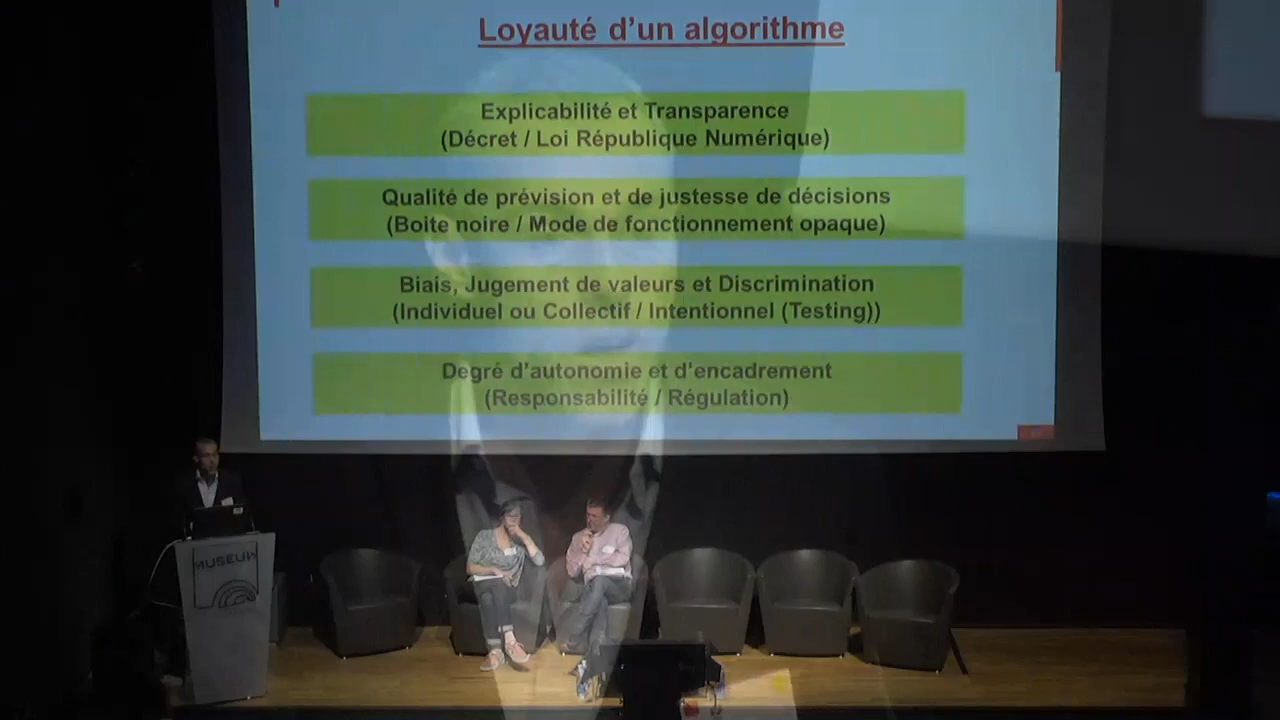 Loyauté d’un algorithme
Explicabilité et Transparence
(Décret / Loi République Numérique)
Qualité de prévision et de justesse de décisions
(Boite noire / Mode de fonctionnement opaque)
Biais, Jugement de valeurs et Discrimination
(Individuel ou Collectif / Intentionnel (Testing))
Degré d’autonomie et d’encadrement
(Responsabilité / Régulation)
MUSEUM